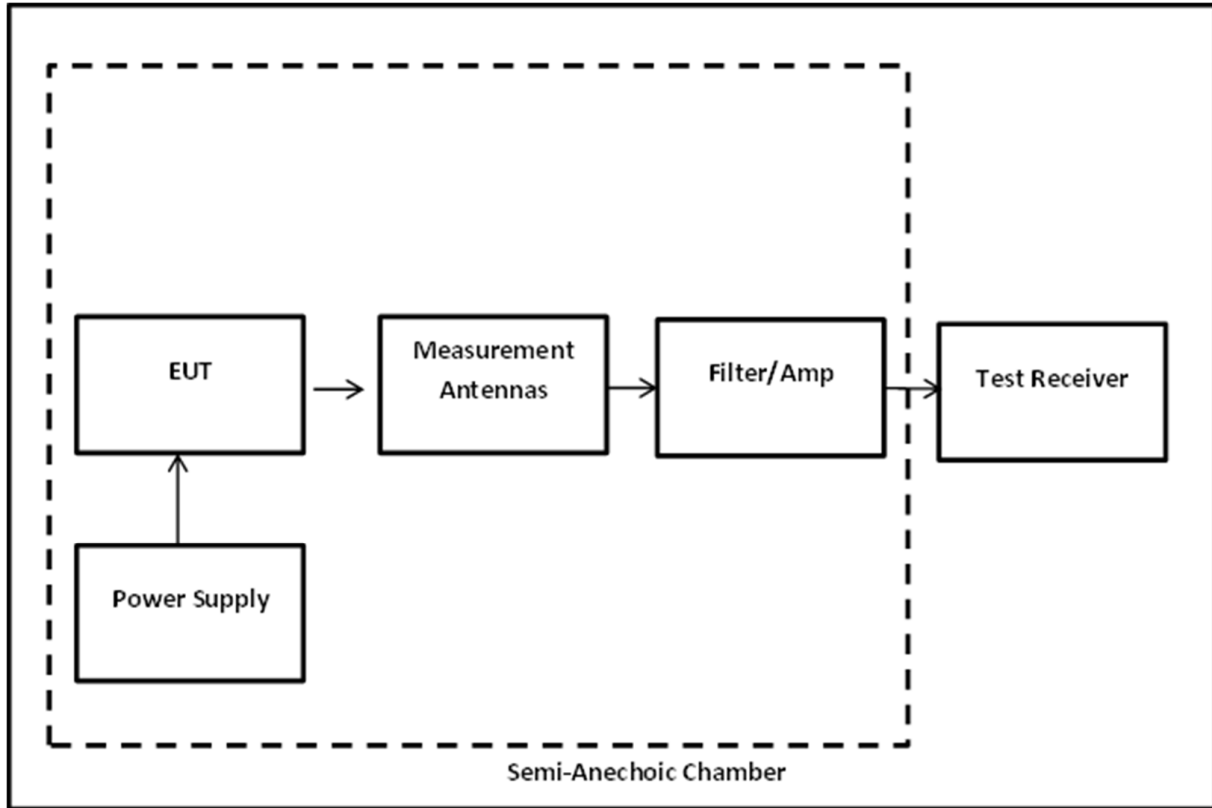 EUT
Measurement
Antennas
Filter/Amp
Test Receiver
Power Supply
Semi-Anechoic Chamber